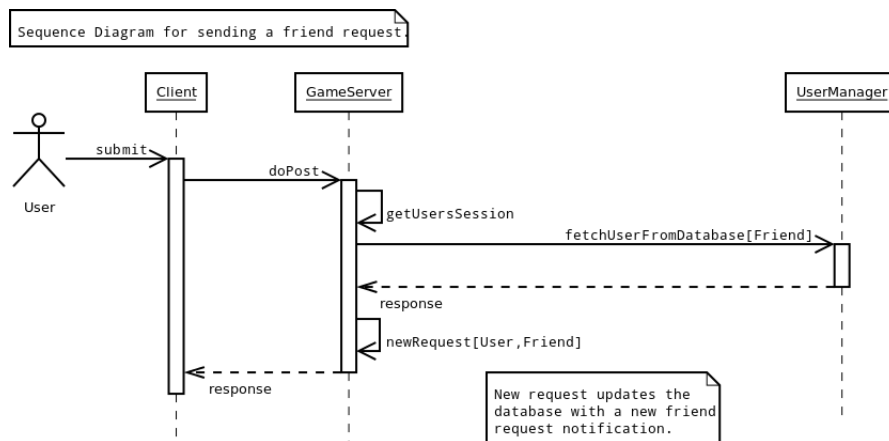 Sequence Diagram for sending a friend request.
Client
GameServer
UserManager
submit
doPost
User
getUsersSession
fetchUserFromDatabase[Friend]
response
newRequest[User,Friend]
response
New request updates the
database with a new friend
request notification.